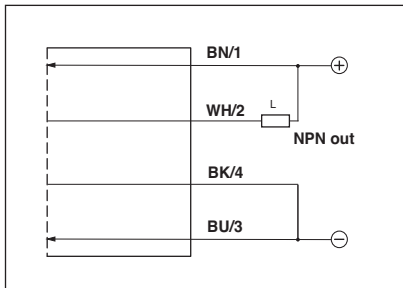 BN/1
+
WH/2
L
NPN out
BK/4
BU/3
−